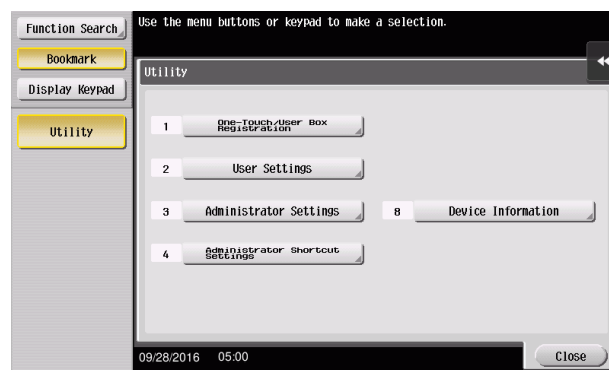 Use the menu buttons or keypad to make a selection.
Function Search
Bookmark
Display Keypad
Utility
Utility
1 One-Touch/User Box
Registration
2 User Settings
3 Administrator Settings
4 Administrator Shortcut
Settings
8 Device Information
09/28/2016 05:00
Close